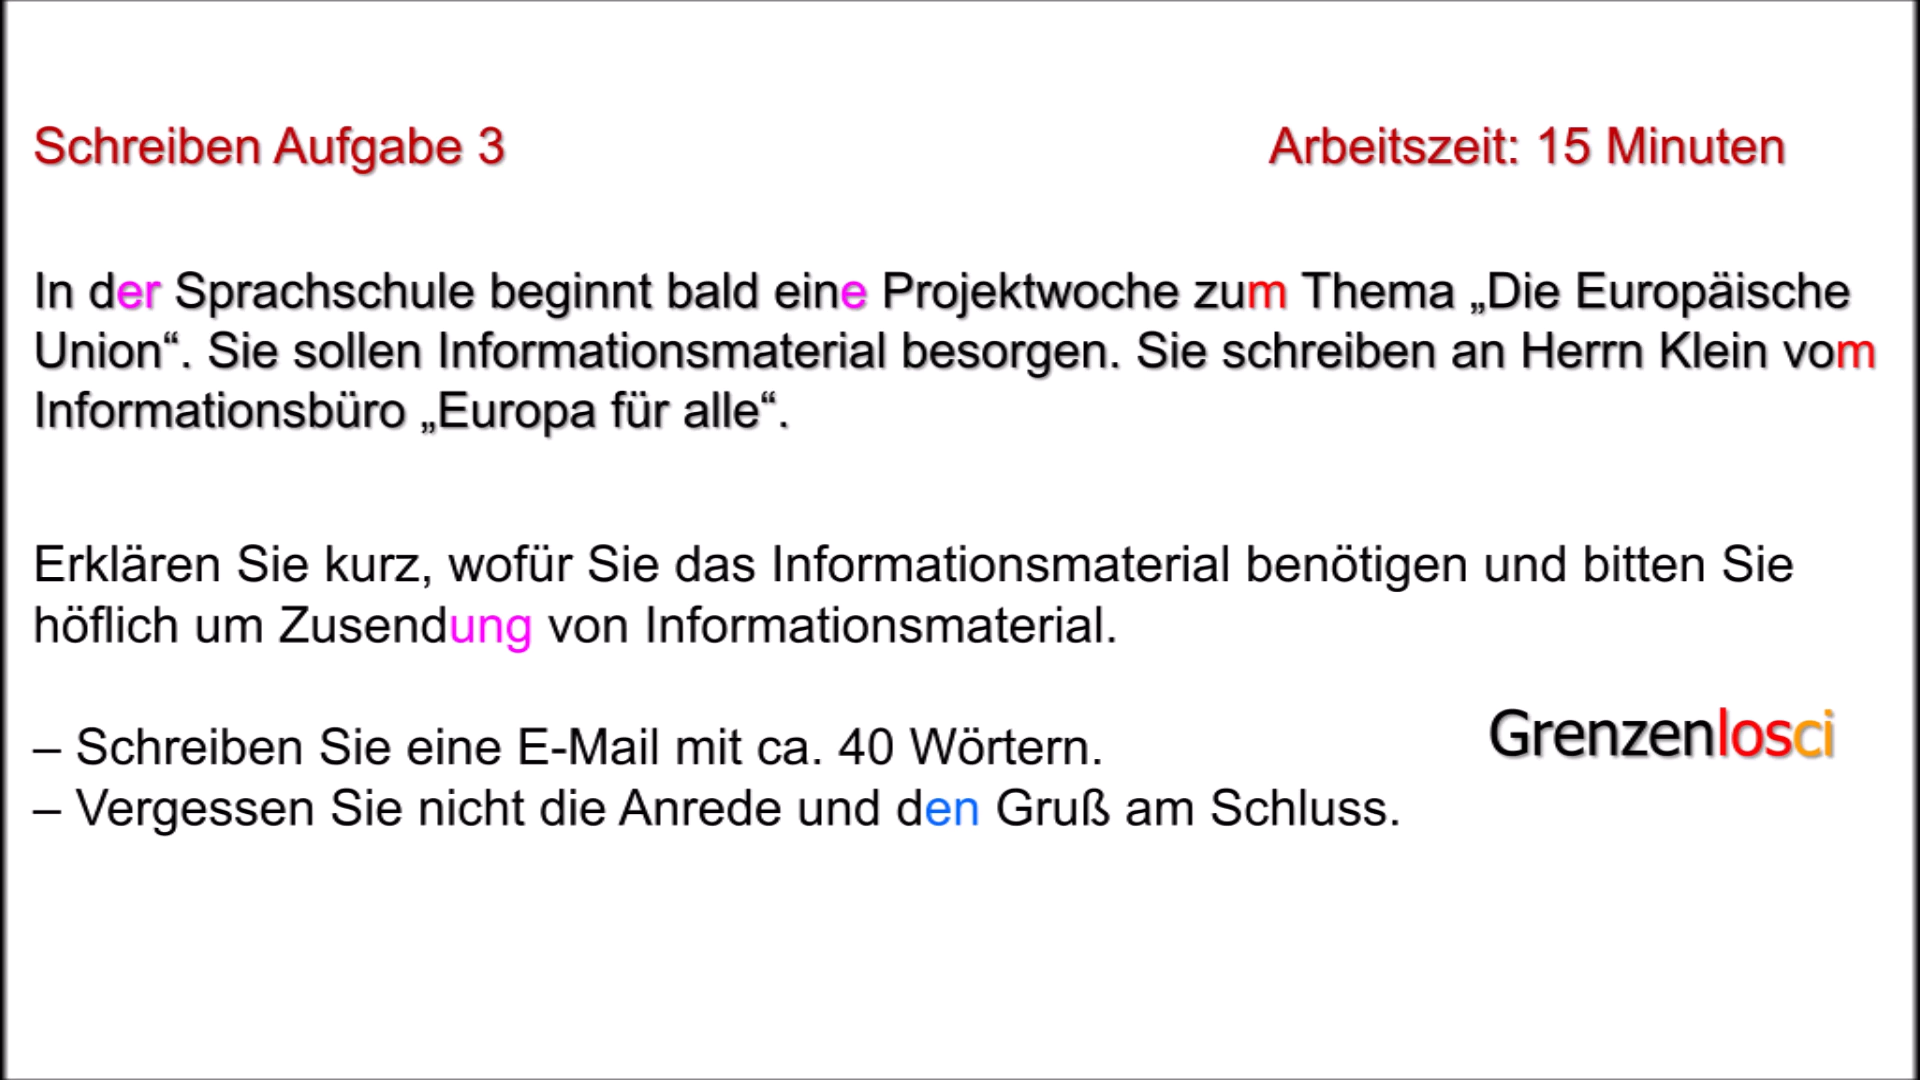 Schreiben Aufgabe 3
Arbeitszeit: 15 Minuten
In der Sprachschule beginnt bald eine Projektwoche zum Thema „Die Europäische
Union“. Sie sollen Informationsmaterial besorgen. Sie schreiben an Herrn Klein vom
Informationsbüro „Europa für alle“.
Erklären Sie kurz, wofür Sie das Informationsmaterial benötigen und bitten Sie
höflich um Zusendung von Informationsmaterial.
– Schreiben Sie eine E-Mail mit ca. 40 Wörtern.
Grenzenlosci
– Vergessen Sie nicht die Anrede und den Gruß am Schluss.